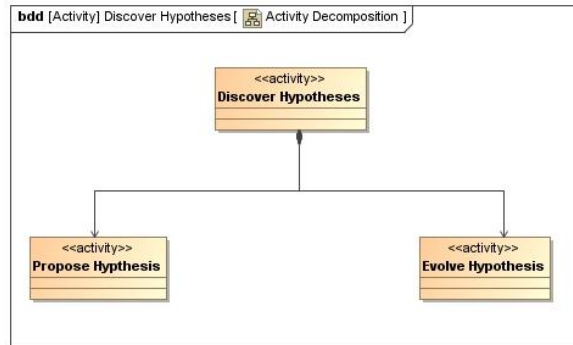 bdd [Activity] Discover Hypotheses [ Activity Decomposition ]
<<activity>>
Discover Hypotheses
<<activity>>
Propose Hypthesis
<<activity>>
Evolve Hypothesis